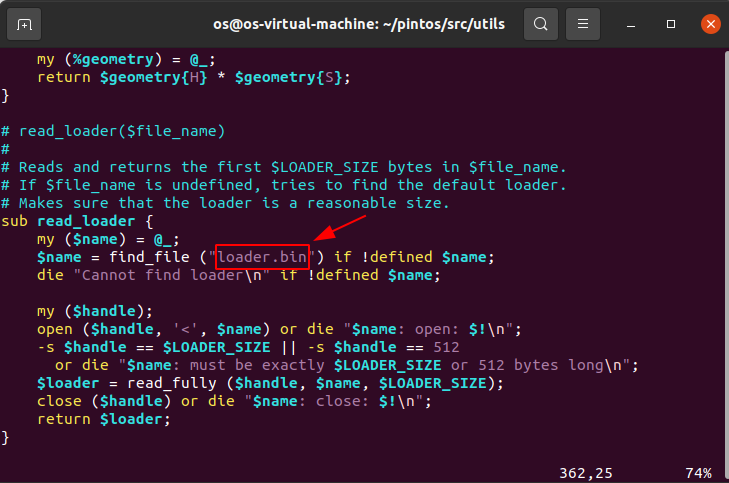 os@os-virtual-machine: ~/pintos/src/utils
    my (%geometry) = @_;
    return $geometry{H} * $geometry{S};
}

# read_loader($file_name)
#
# Reads and returns the first $LOADER_SIZE bytes in $file_name.
# If $file_name is undefined, tries to find the default loader.
# Makes sure that the loader is a reasonable size.
sub read_loader {
    my ($name) = @_;
    $name = find_file ("loader.bin") if !defined $name;
    die "Cannot find loader\n" if !defined $name;

    my ($handle);
    open ($handle, '<', $name) or die "$name: open: $!\n";
    -s $handle == $LOADER_SIZE || -s $handle == 512
      or die "$name: must be exactly $LOADER_SIZE or 512 bytes long\n";
    $loader = read_fully ($handle, $name, $LOADER_SIZE);
    close ($handle) or die "$name: close: $!\n";
    return $loader;
}
362,25 74%